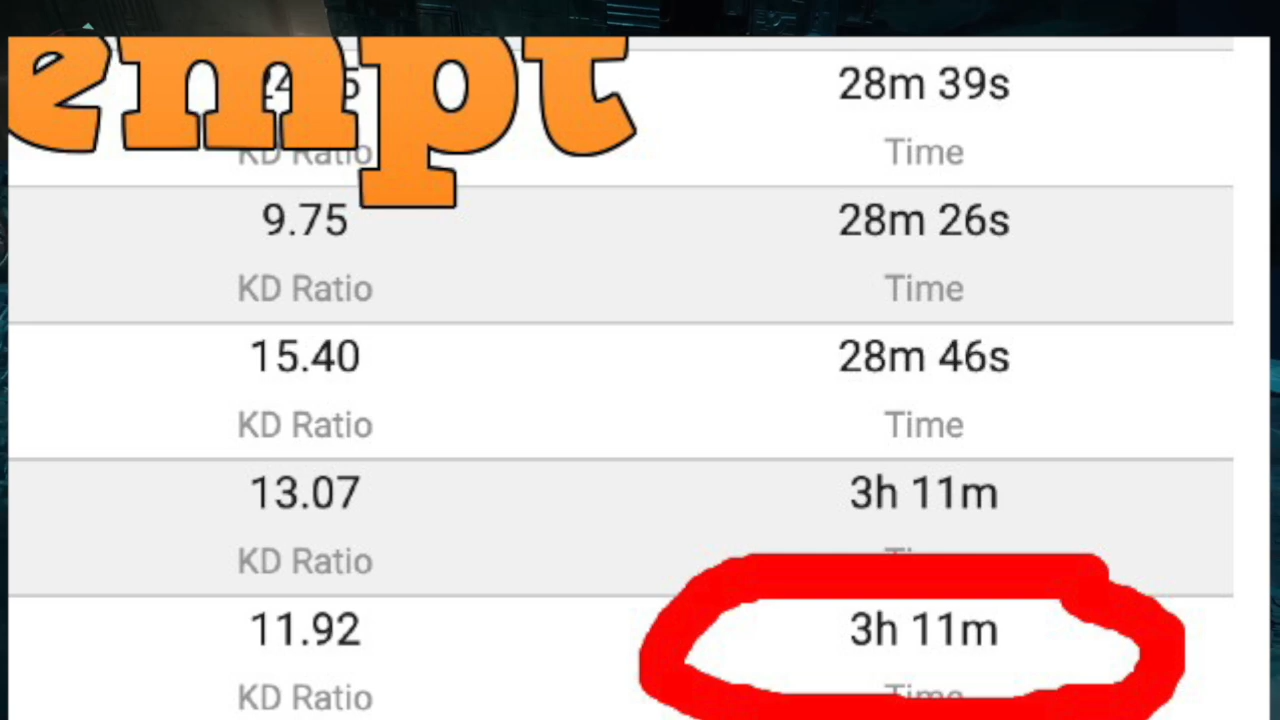 empt
28m 39s
KD Ratio
Time
9.75
28m 26s
KD Ratio
Time
15.40
28m 46s
KD Ratio
Time
13.07
3h 11m
KD Ratio
11.92
3h 11m
KD Ratio
Time